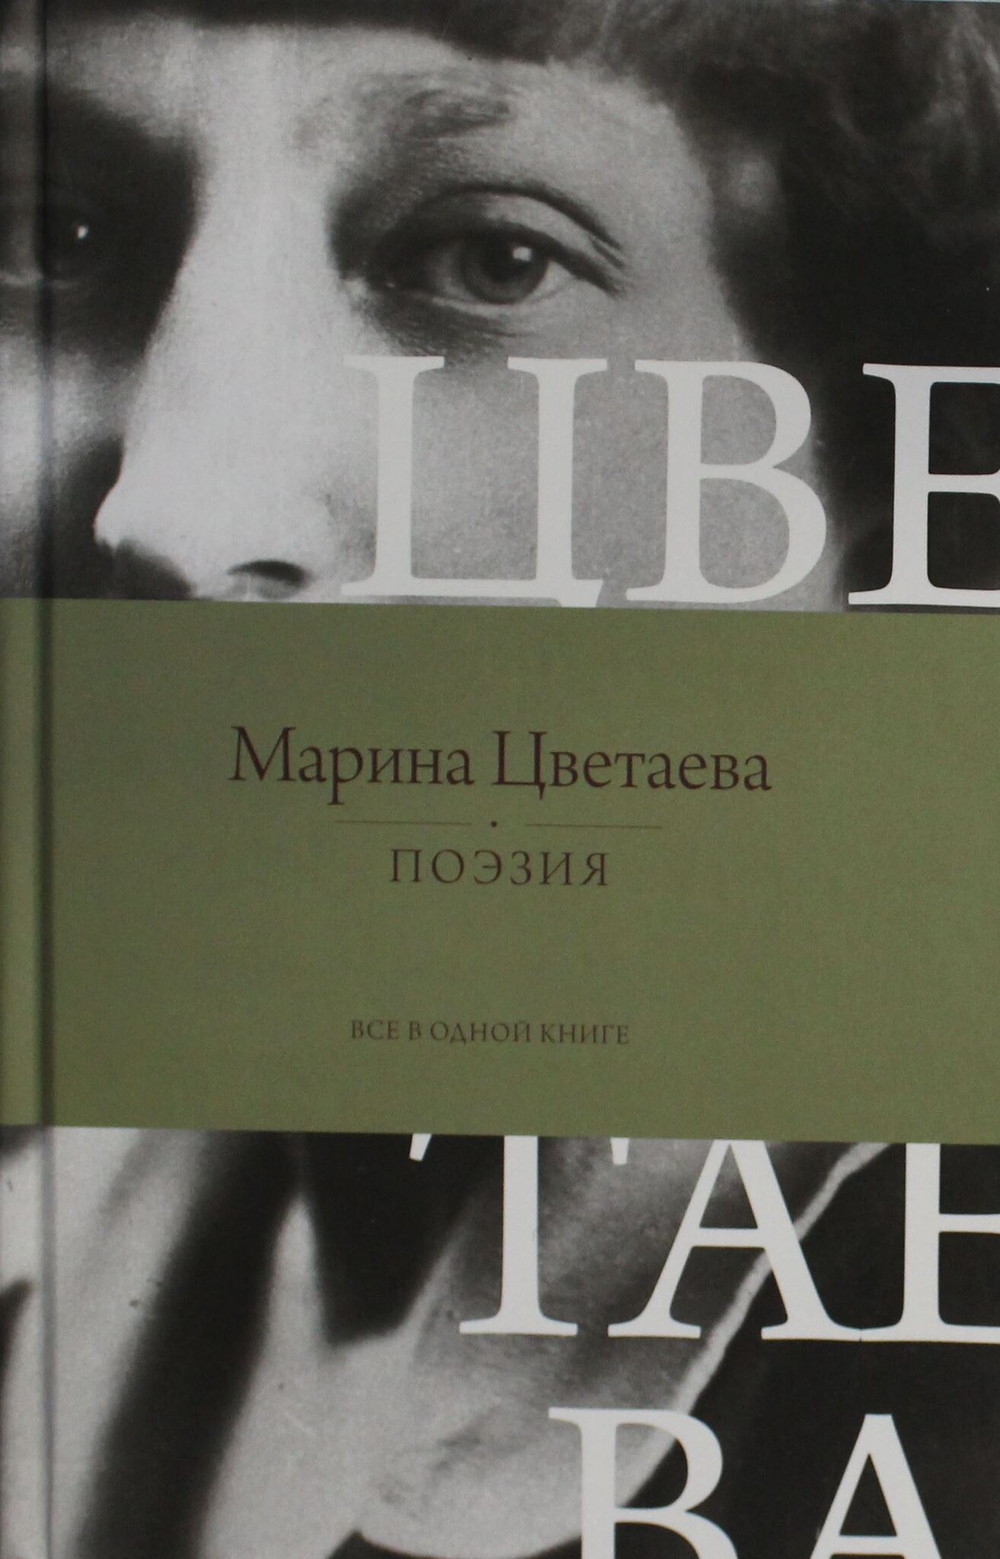 ЦВЕ
Марина Цветаева
ПОЭЗИЯ
ВСЕ В ОДНОЙ КНИГЕ
ТАЕ
ВА